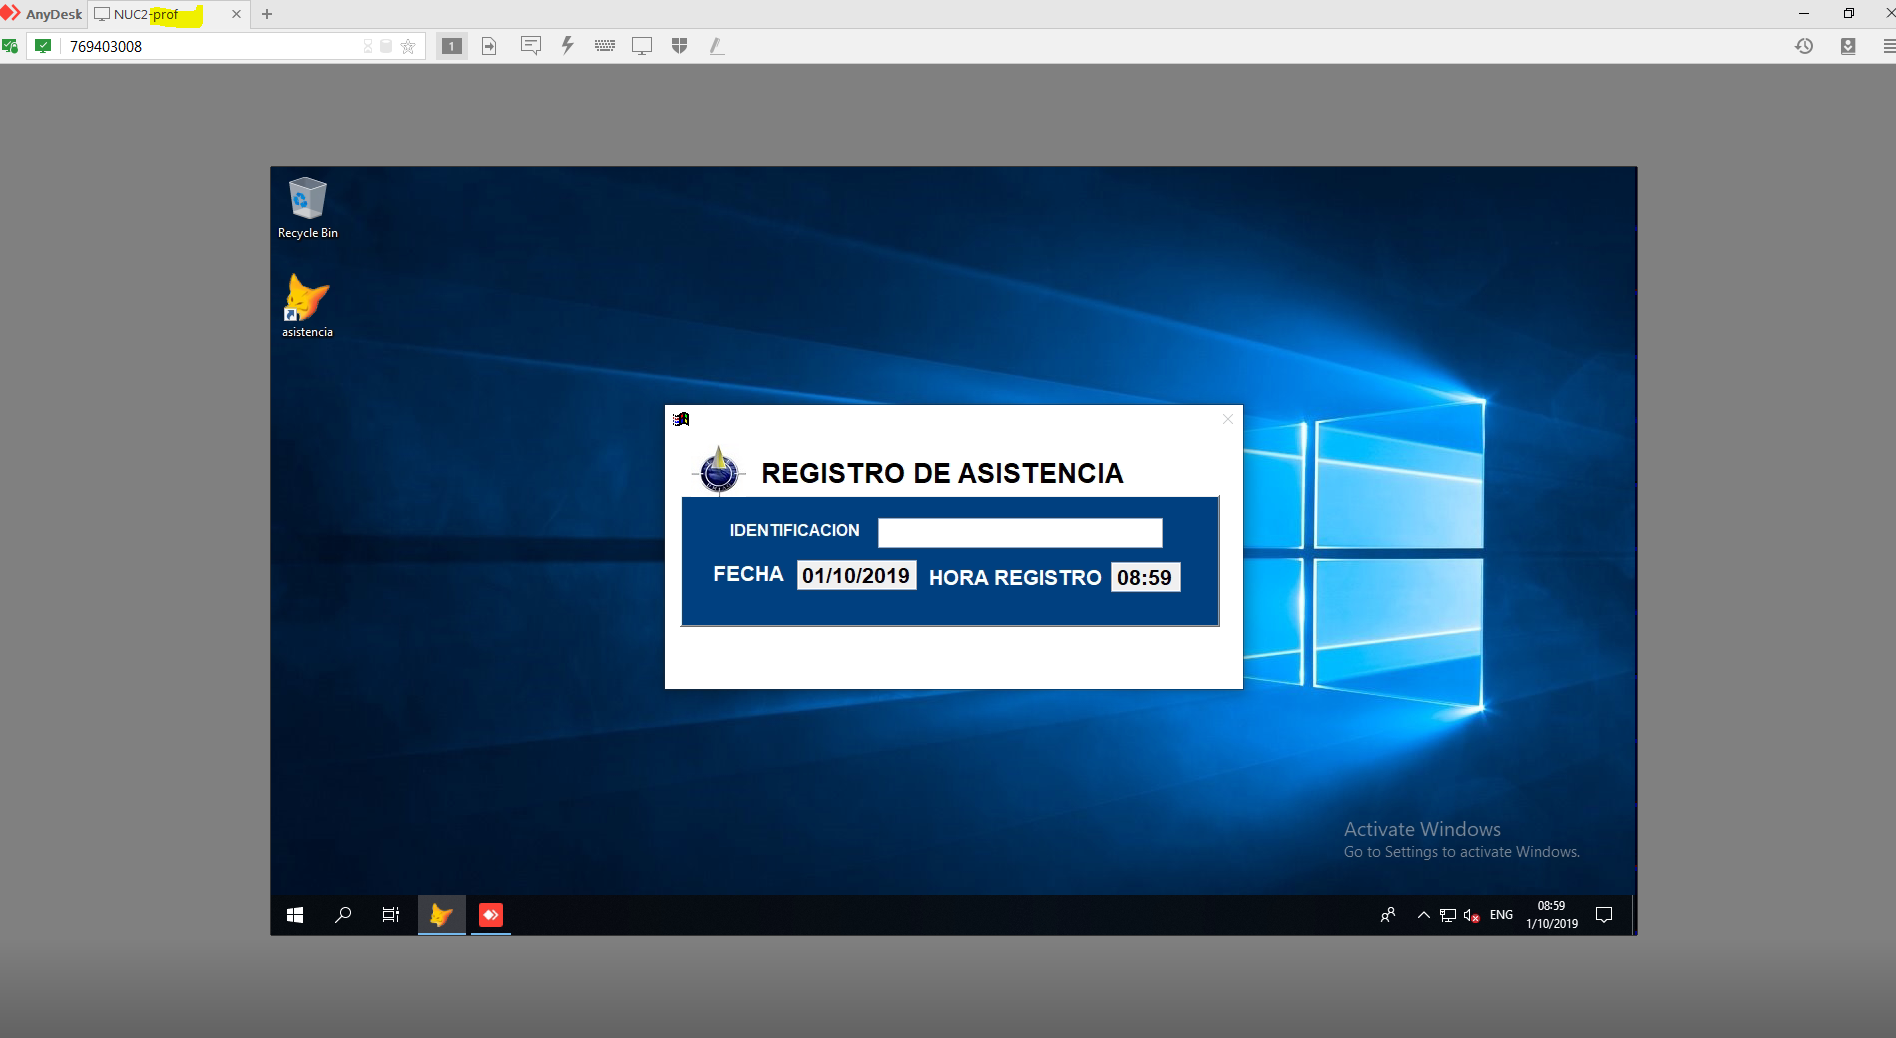 AnyDesk
NUC2-prof
769403008
1
Recycle Bin
asistencia
REGISTRO DE ASISTENCIA
IDENTIFICACION
FECHA 01/10/2019 HORA REGISTRO 08:59
Activate Windows
Go to Settings to activate Windows.
ENG
08:59
1/10/2019